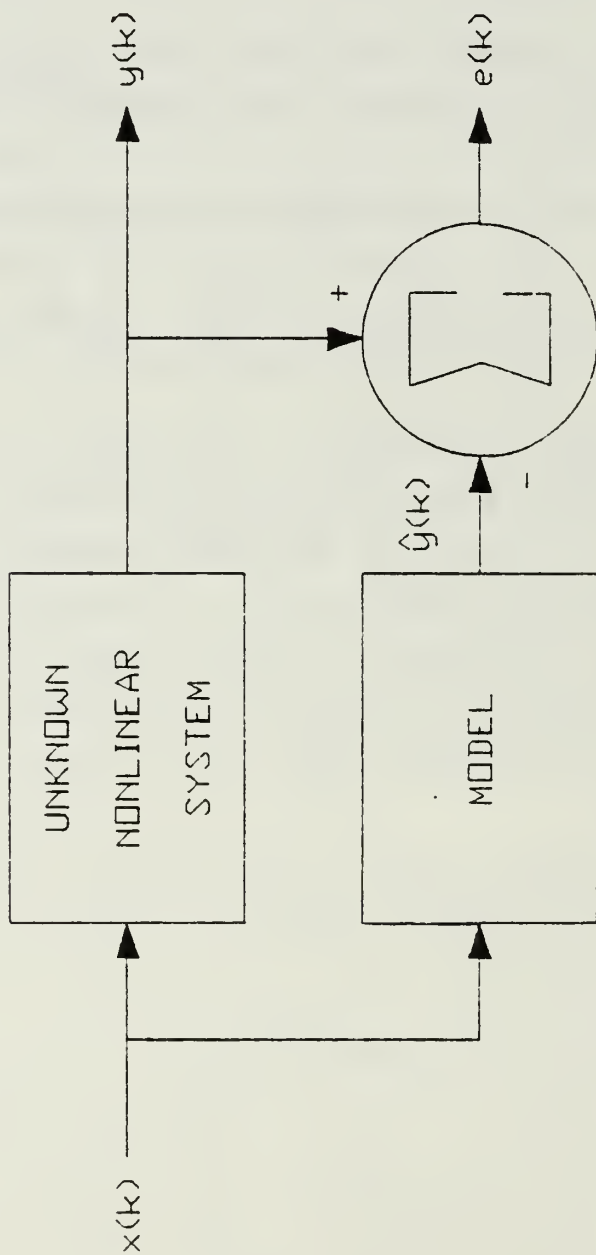 x(k)
UNKNOWN
NONLINEAR
SYSTEM
y(k)
MODEL
ŷ(k)
+
-
Σ
e(k)